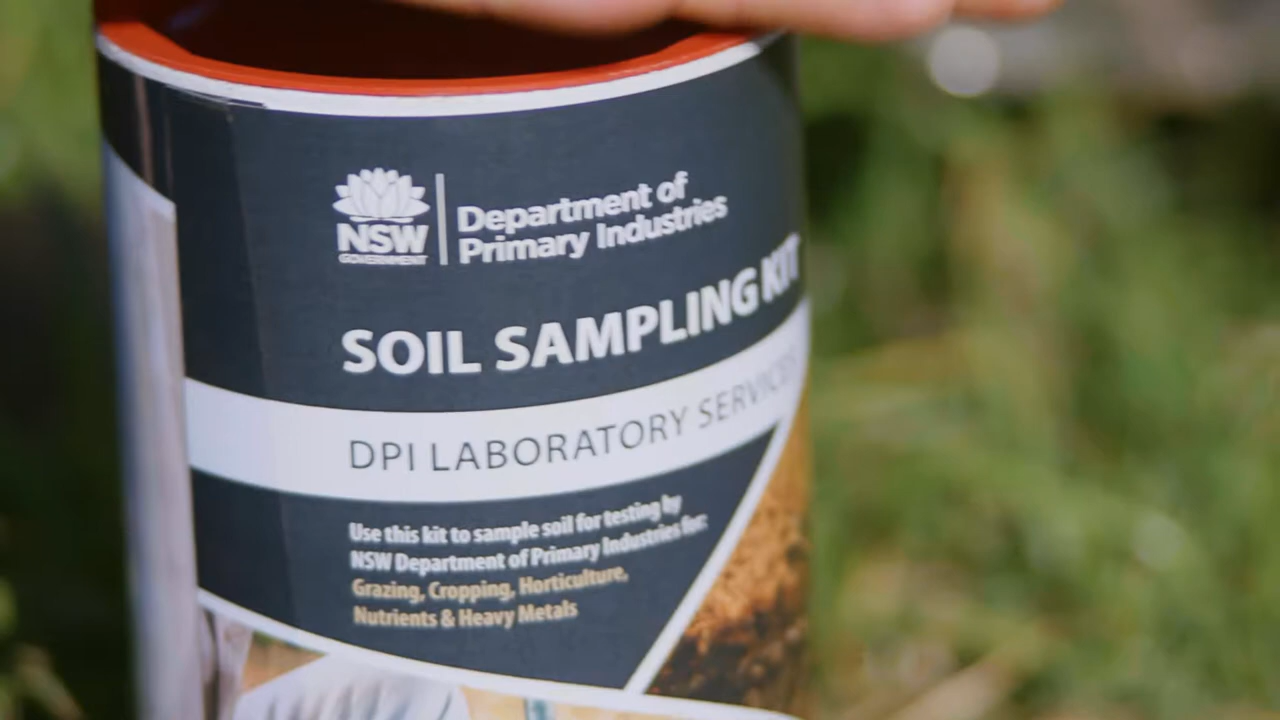 NSW
GOVERNMENT
Department of
Primary Industries
SOIL SAMPLING KIT
DPI LABORATORY SERVICES
Use this kit to sample soil for testing by
NSW Department of Primary Industries for:
Grazing, Cropping, Horticulture,
Nutrients & Heavy Metals